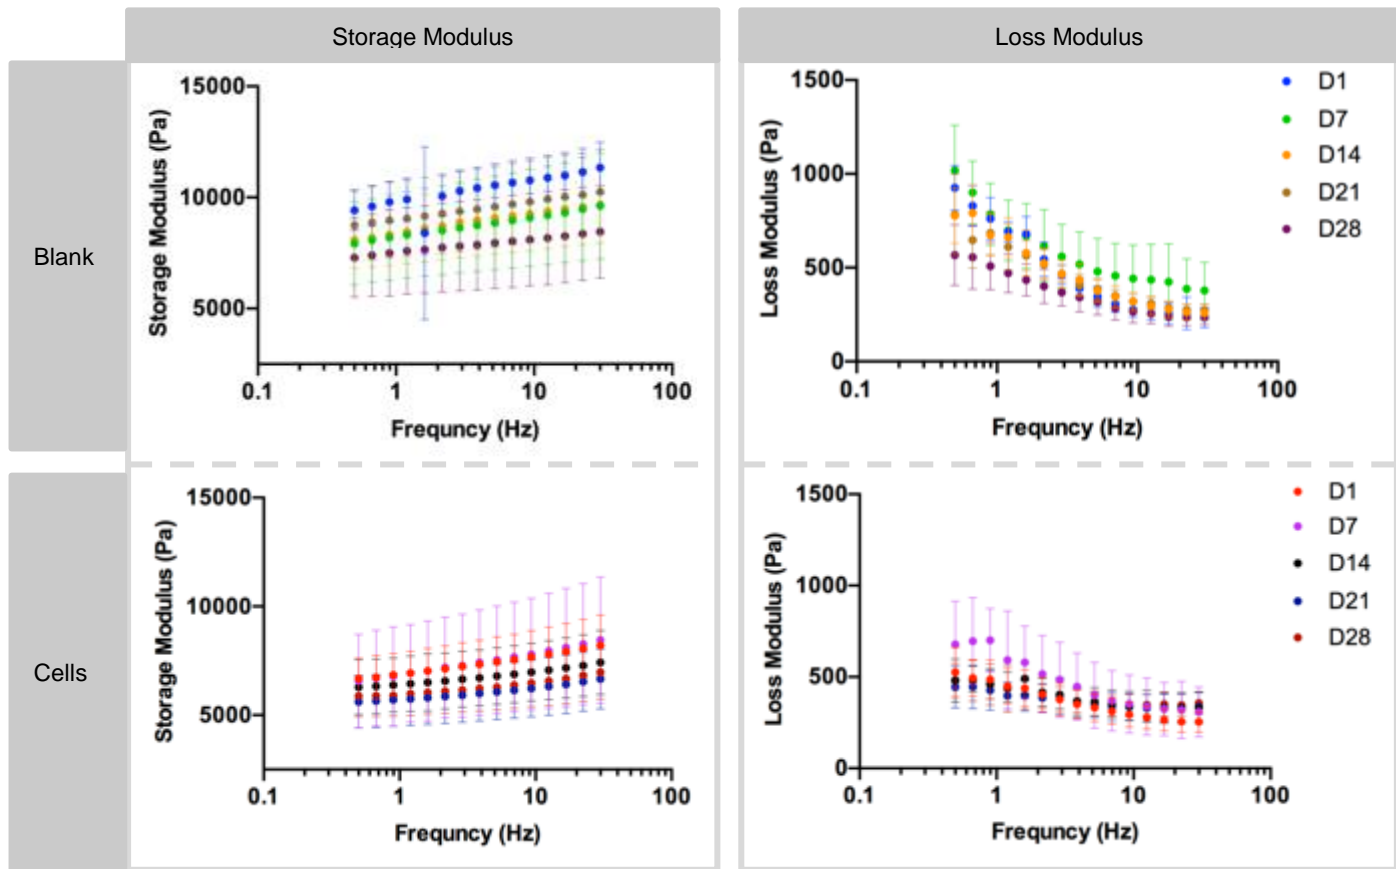 Storage Modulus
Loss Modulus
Blank
15000
10000
5000
0.1
1
10
100
Storage Modulus (Pa)
Frequncy (Hz)
1500
1000
500
0
0.1
1
10
100
Loss Modulus (Pa)
Frequncy (Hz)
D1
D7
D14
D21
D28
Cells
15000
10000
5000
0.1
1
10
100
Storage Modulus (Pa)
Frequncy (Hz)
1500
1000
500
0
0.1
1
10
100
Loss Modulus (Pa)
Frequncy (Hz)
D1
D7
D14
D21
D28